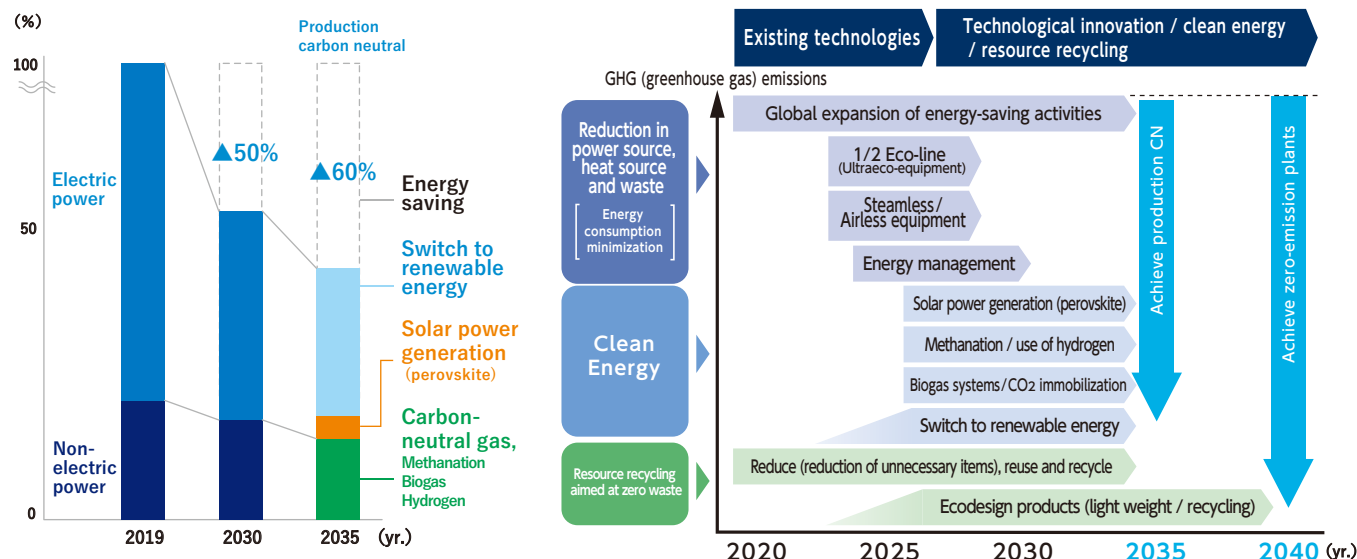 (%)
Production
carbon neutral
100
▲50%
▲60%
Electric
power
50
Non-
electric
power
0
2019
2030
2035
(yr.)
Energy
saving
Switch to
renewable
energy
Solar power
generation
(perovskite)
Carbon-
neutral gas,
Methanation
Biogas
Hydrogen
Existing technologies
Technological innovation / clean energy
/ resource recycling
GHG (greenhouse gas) emissions
Reduction in
power source,
heat source
and waste
[ Energy
consumption
minimization ]
Clean
Energy
Resource recycling
aimed at zero waste
Global expansion of energy-saving activities
1/2 Eco-line
(Ultraeco-equipment)
Steamless /
Airless equipment
Energy management
Solar power generation (perovskite)
Methanation / use of hydrogen
Biogas systems/CO2 immobilization
Switch to renewable energy
Reduce (reduction of unnecessary items), reuse and recycle
Ecodesign products (light weight / recycling)
Achieve production CN
Achieve zero-emission plants
2020
2025
2030
2035
2040
(yr.)